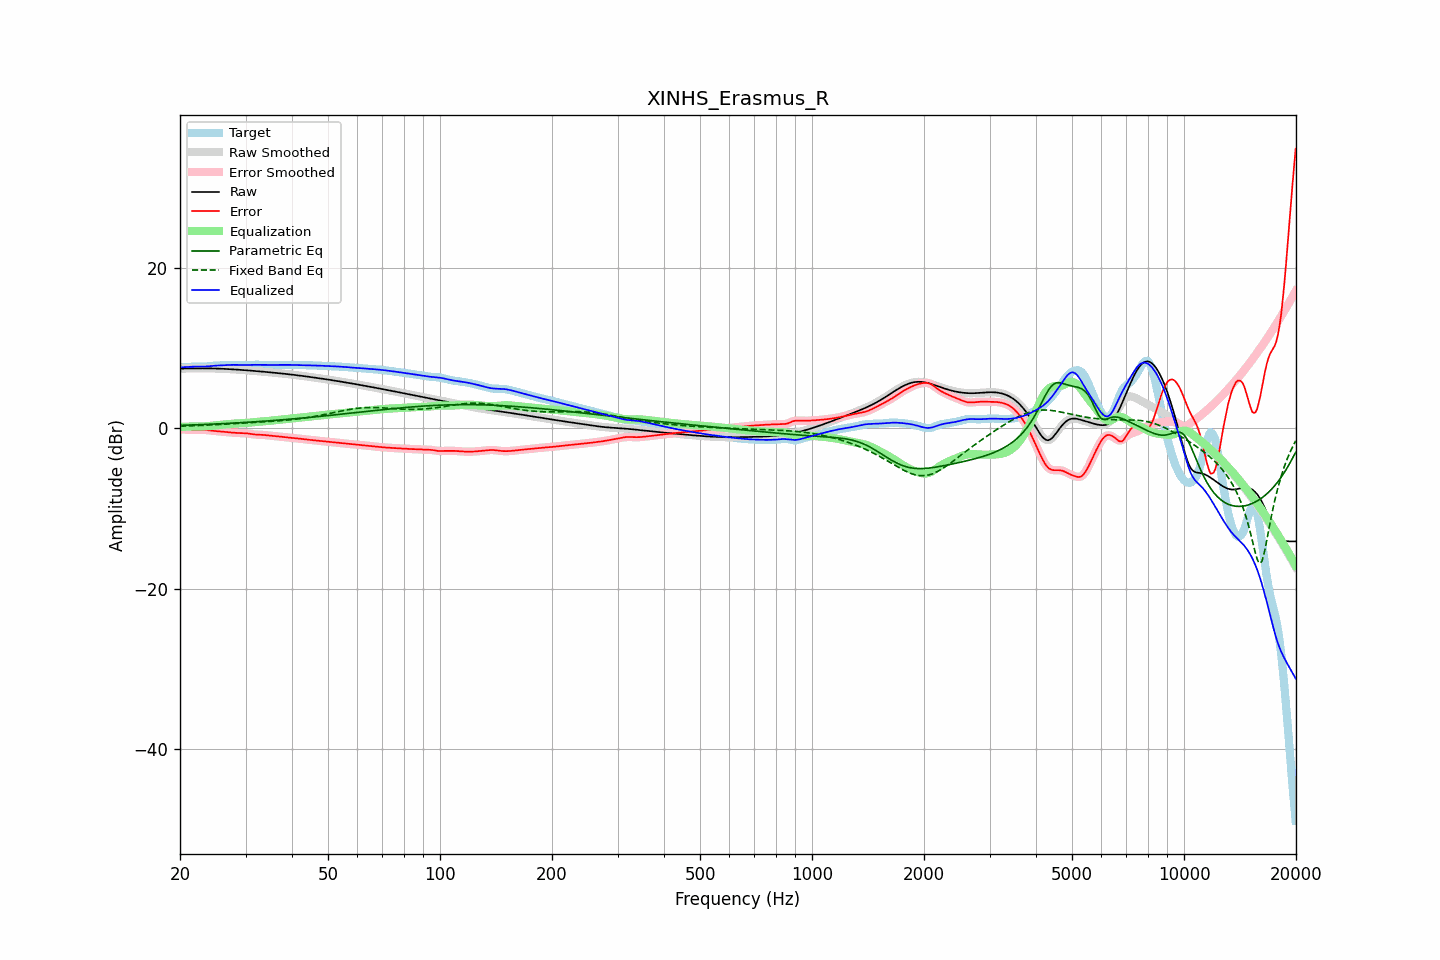 XINHS_Erasmus_R
Target
Raw Smoothed
Error Smoothed
Raw
Error
Equalization
Parametric Eq
Fixed Band Eq
Equalized
Amplitude (dBr)
20
0
−20
−40
20 50 100 200 500 1000 2000 5000 10000 20000
Frequency (Hz)